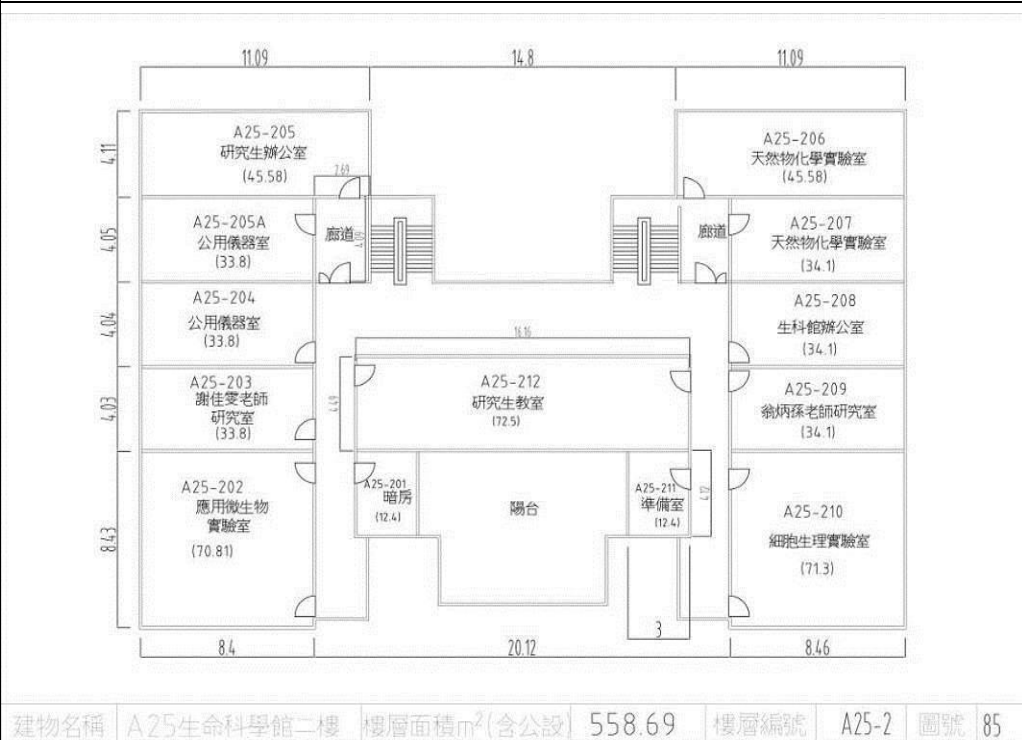 11.09
14.8
11.09
4.11
4.05
4.04
4.03
8.43
A25-205
研究生辦公室
(45.58)
2.69
A25-206
天然物化學實驗室
(45.58)
A25-205A
公用儀器室
(33.8)
廊道
4.09
廊道
A25-207
天然物化學實驗室
(34.1)
A25-204
公用儀器室
(33.8)
A25-208
生科館辦公室
(34.1)
16.16
4.49
A25-203
謝佳雯老師
研究室
(33.8)
A25-212
研究生教室
(72.5)
A25-209
翁炳孫老師研究室
(34.1)
A25-202
應用微生物
實驗室
(70.81)
A25-201
暗房
(12.4)
陽台
A25-211
準備室
(12.4)
4.12
A25-210
細胞生理實驗室
(71.3)
3
8.4
20.12
8.46
建物名稱 A25生命科學館二樓 樓層面積m²(含公設) 558.69 樓層編號 A25-2 圖號 85